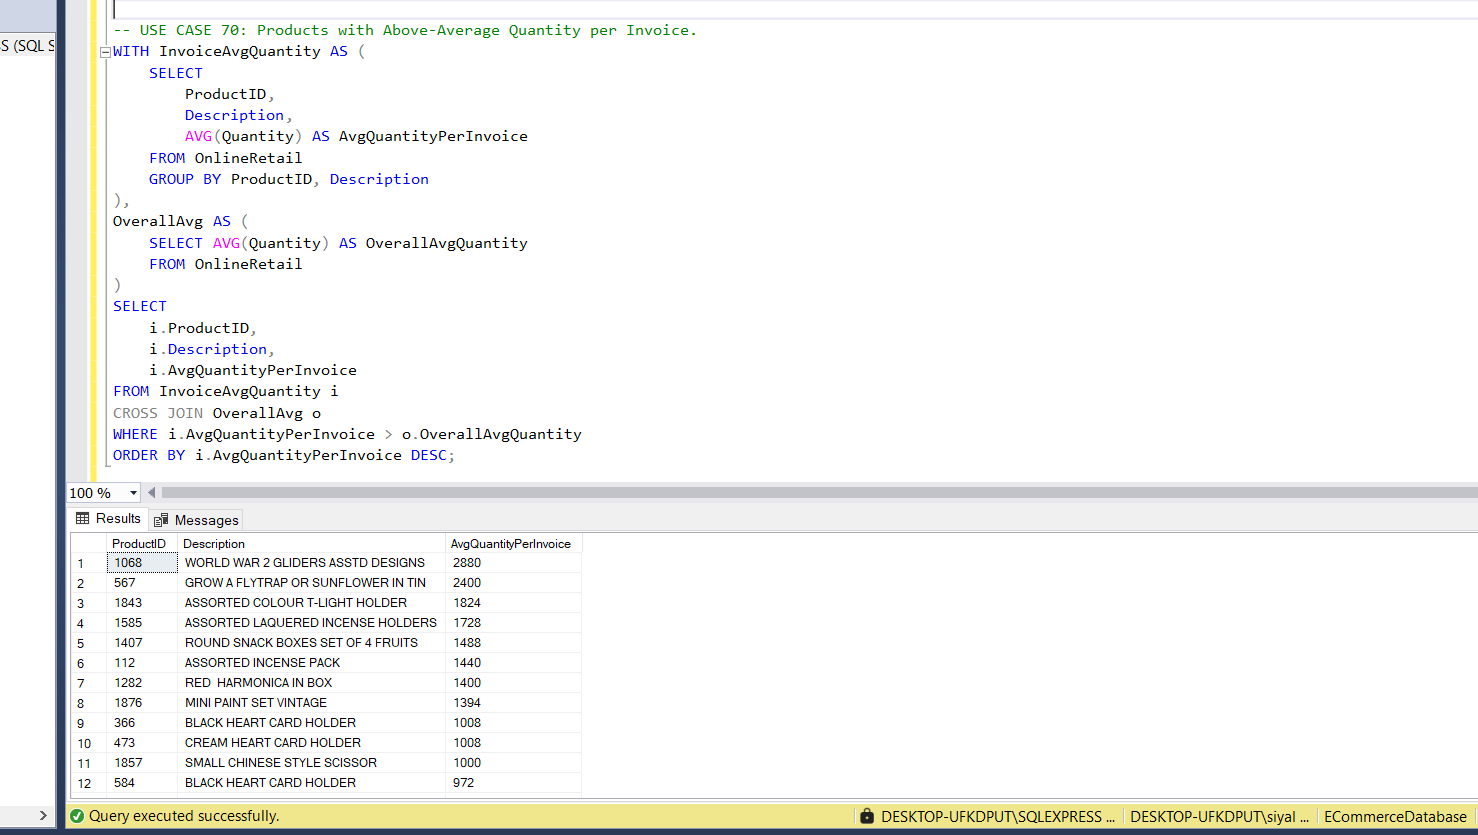 -- USE CASE 70: Products with Above-Average Quantity per Invoice.
S (SQL S
WITH InvoiceAvgQuantity AS (
SELECT
ProductID,
Description,
AVG(Quantity) AS AvgQuantityPerInvoice
FROM OnlineRetail
GROUP BY ProductID, Description
),
OverallAvg AS (
SELECT AVG(Quantity) AS OverallAvgQuantity
FROM OnlineRetail
)
SELECT
i.ProductID,
i.Description,
i.AvgQuantityPerInvoice
FROM InvoiceAvgQuantity i
CROSS JOIN OverallAvg o
WHERE i.AvgQuantityPerInvoice > o.OverallAvgQuantity
ORDER BY i.AvgQuantityPerInvoice DESC;
100 %
Results Messages
ProductID Description AvgQuantityPerInvoice
1 1068 WORLD WAR 2 GLIDERS ASSTD DESIGNS 2880
2 567 GROW A FLYTRAP OR SUNFLOWER IN TIN 2400
3 1843 ASSORTED COLOUR T-LIGHT HOLDER 1824
4 1585 ASSORTED LAQUERED INCENSE HOLDERS 1728
5 1407 ROUND SNACK BOXES SET OF 4 FRUITS 1488
6 112 ASSORTED INCENSE PACK 1440
7 1282 RED  HARMONICA IN BOX 1400
8 1876 MINI PAINT SET VINTAGE 1394
9 366 BLACK HEART CARD HOLDER 1008
10 473 CREAM HEART CARD HOLDER 1008
11 1857 SMALL CHINESE STYLE SCISSOR 1000
12 584 BLACK HEART CARD HOLDER 972
Query executed successfully. DESKTOP-UFKDPUT\SQLEXPRESS ... DESKTOP-UFKDPUT\siyal ... ECommerceDatabase